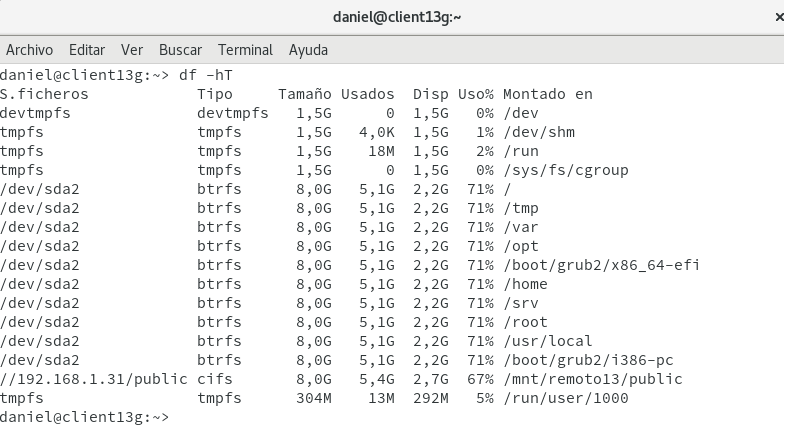 daniel@client13g:~
Archivo Editar Ver Buscar Terminal Ayuda
daniel@client13g:~> df -hT
S.ficheros            Tipo     Tamaño Usados  Disp Uso% Montado en
devtmpfs              devtmpfs   1,5G      0  1,5G   0% /dev
tmpfs                 tmpfs      1,5G   4,0K  1,5G   1% /dev/shm
tmpfs                 tmpfs      1,5G    18M  1,5G   2% /run
tmpfs                 tmpfs      1,5G      0  1,5G   0% /sys/fs/cgroup
/dev/sda2             btrfs      8,0G   5,1G  2,2G  71% /
/dev/sda2             btrfs      8,0G   5,1G  2,2G  71% /tmp
/dev/sda2             btrfs      8,0G   5,1G  2,2G  71% /var
/dev/sda2             btrfs      8,0G   5,1G  2,2G  71% /opt
/dev/sda2             btrfs      8,0G   5,1G  2,2G  71% /boot/grub2/x86_64-efi
/dev/sda2             btrfs      8,0G   5,1G  2,2G  71% /home
/dev/sda2             btrfs      8,0G   5,1G  2,2G  71% /srv
/dev/sda2             btrfs      8,0G   5,1G  2,2G  71% /root
/dev/sda2             btrfs      8,0G   5,1G  2,2G  71% /usr/local
/dev/sda2             btrfs      8,0G   5,1G  2,2G  71% /boot/grub2/i386-pc
//192.168.1.31/public cifs       8,0G   5,4G  2,7G  67% /mnt/remoto13/public
tmpfs                 tmpfs      304M    13M  292M   5% /run/user/1000
daniel@client13g:~>